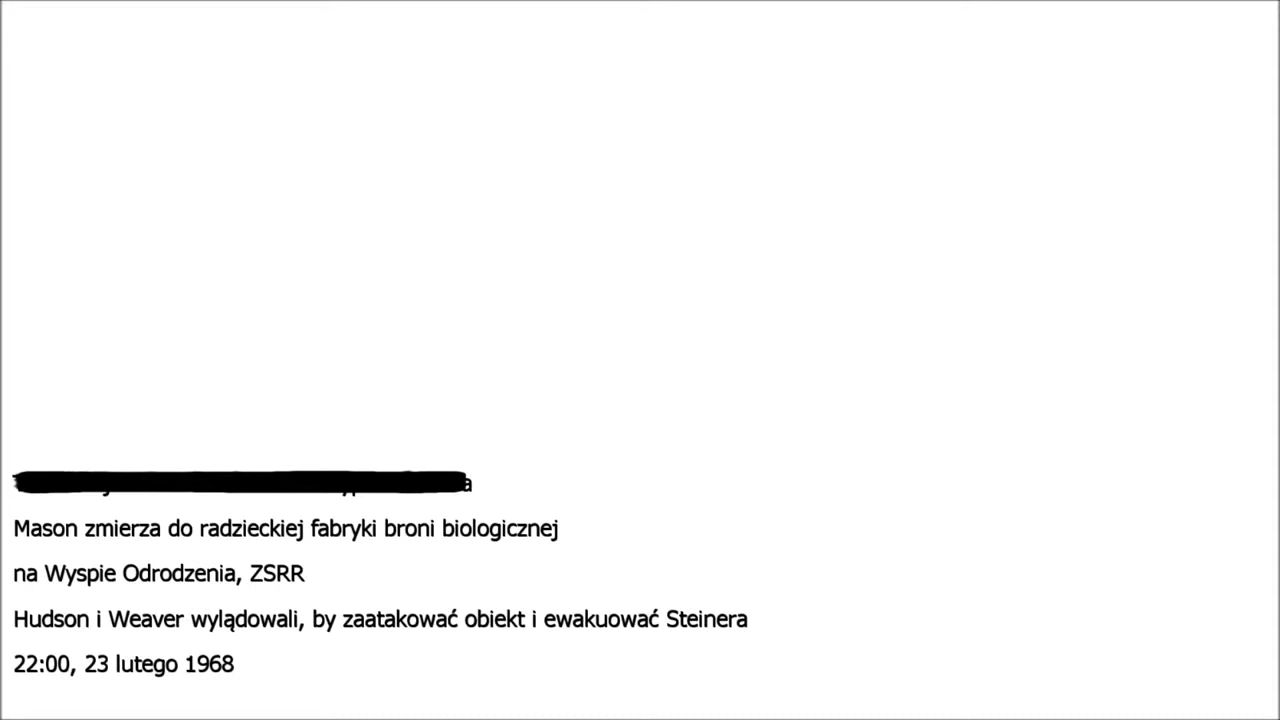 Mason zmierza do radzieckiej fabryki broni biologicznej
na Wyspie Odrodzenia, ZSRR
Hudson i Weaver wylądowali, by zaatakować obiekt i ewakuować Steinera
22:00, 23 lutego 1968